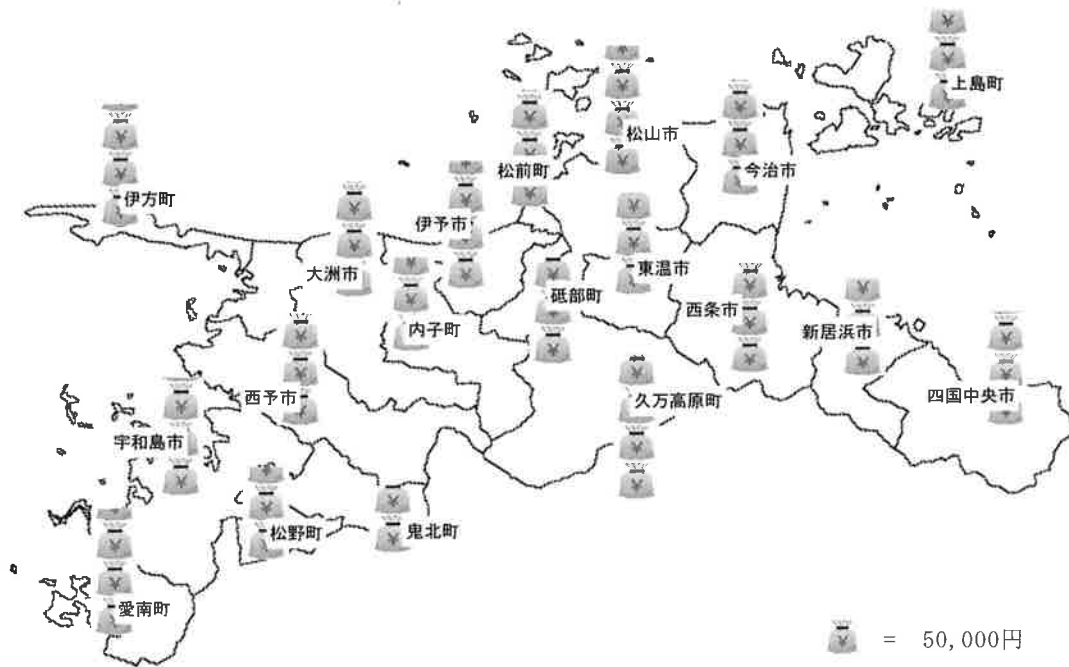 上島町
松山市
松前町
今治市
伊方町
伊予市
大洲市
東温市
砥部町
西条市
内子町
新居浜市
西予市
久万高原町
四国中央市
宇和島市
松野町
鬼北町
愛南町
¥ = 50,000円